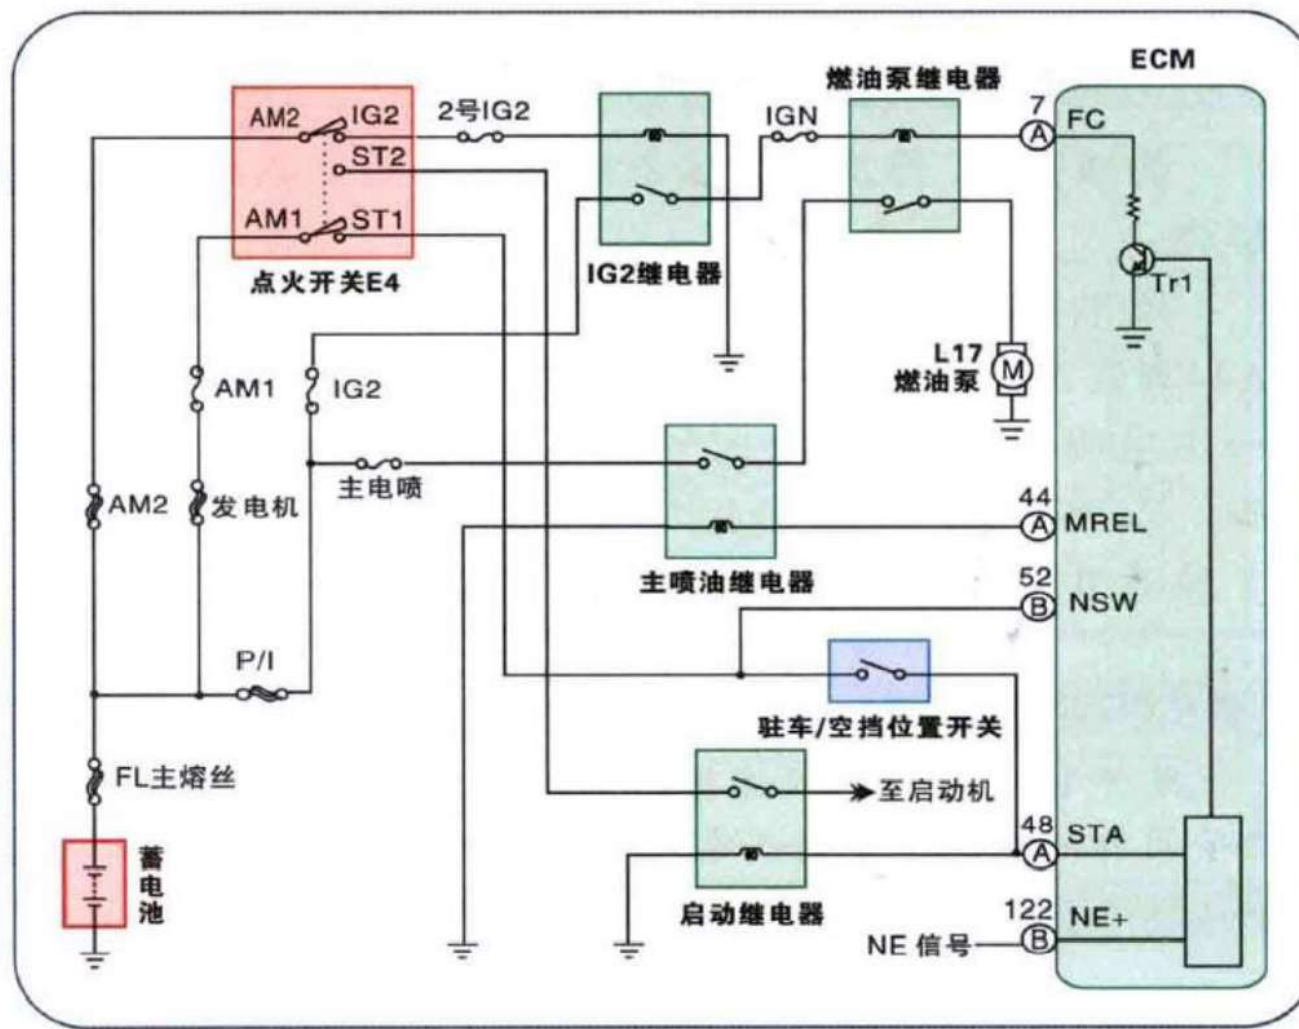 ECM
燃油泵继电器
AM2
IG2
2号IG2
IGN
7
A
FC
ST2
AM1
ST1
点火开关E4
IG2继电器
Tr1
L17
燃油泵
M
AM1
IG2
主电喷
AM2
发电机
44
A
MREL
主喷油继电器
52
B
NSW
P/I
驻车/空挡位置开关
FL主熔丝
至启动机
蓄电池
48
A
STA
启动继电器
122
B
NE+
NE 信号